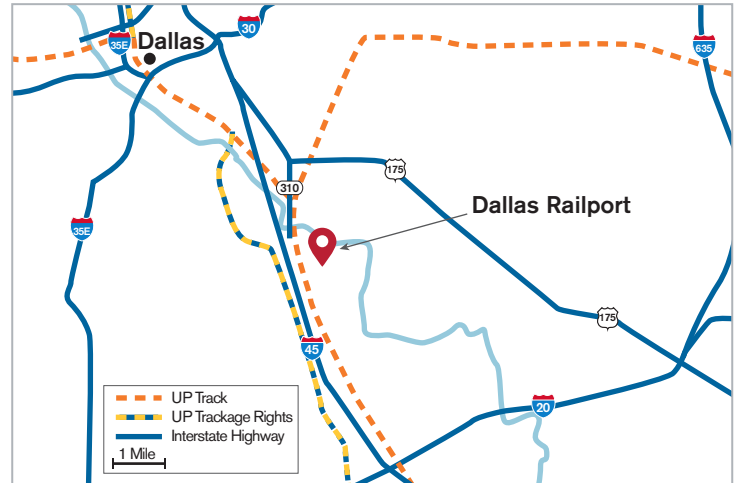 30
35E
Dallas
635
175
310
Dallas Railport
35E
175
45
20
UP Track
UP Trackage Rights
Interstate Highway
1 Mile